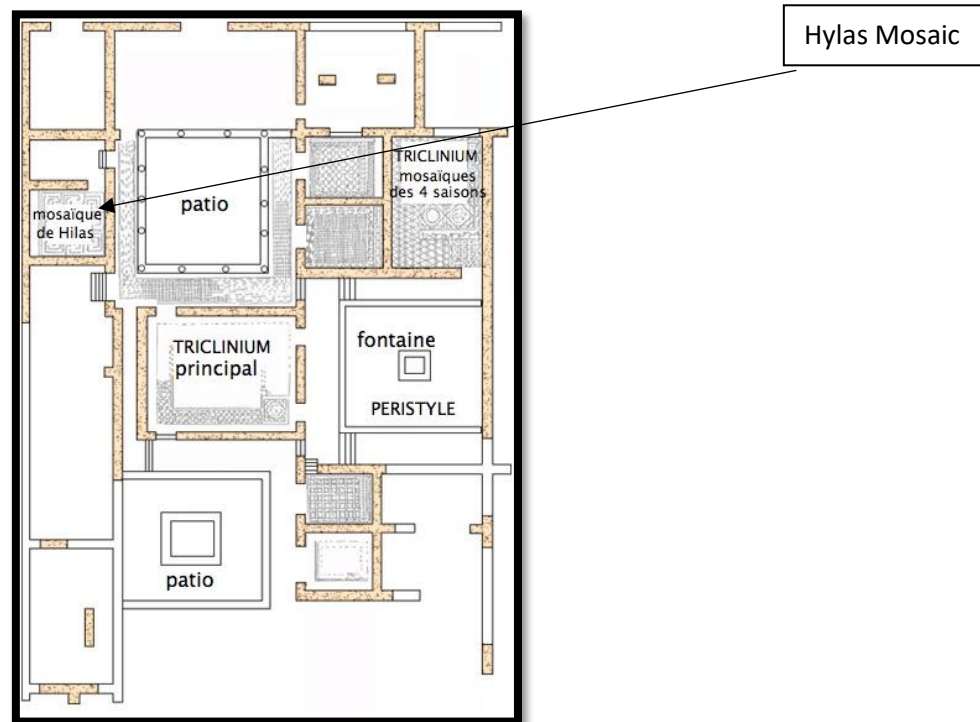 Hylas Mosaic
TRICLINIUM
mosaïques
des 4 saisons
patio
mosaïque
de Hilas
TRICLINIUM
principal
fontaine
PERISTYLE
patio